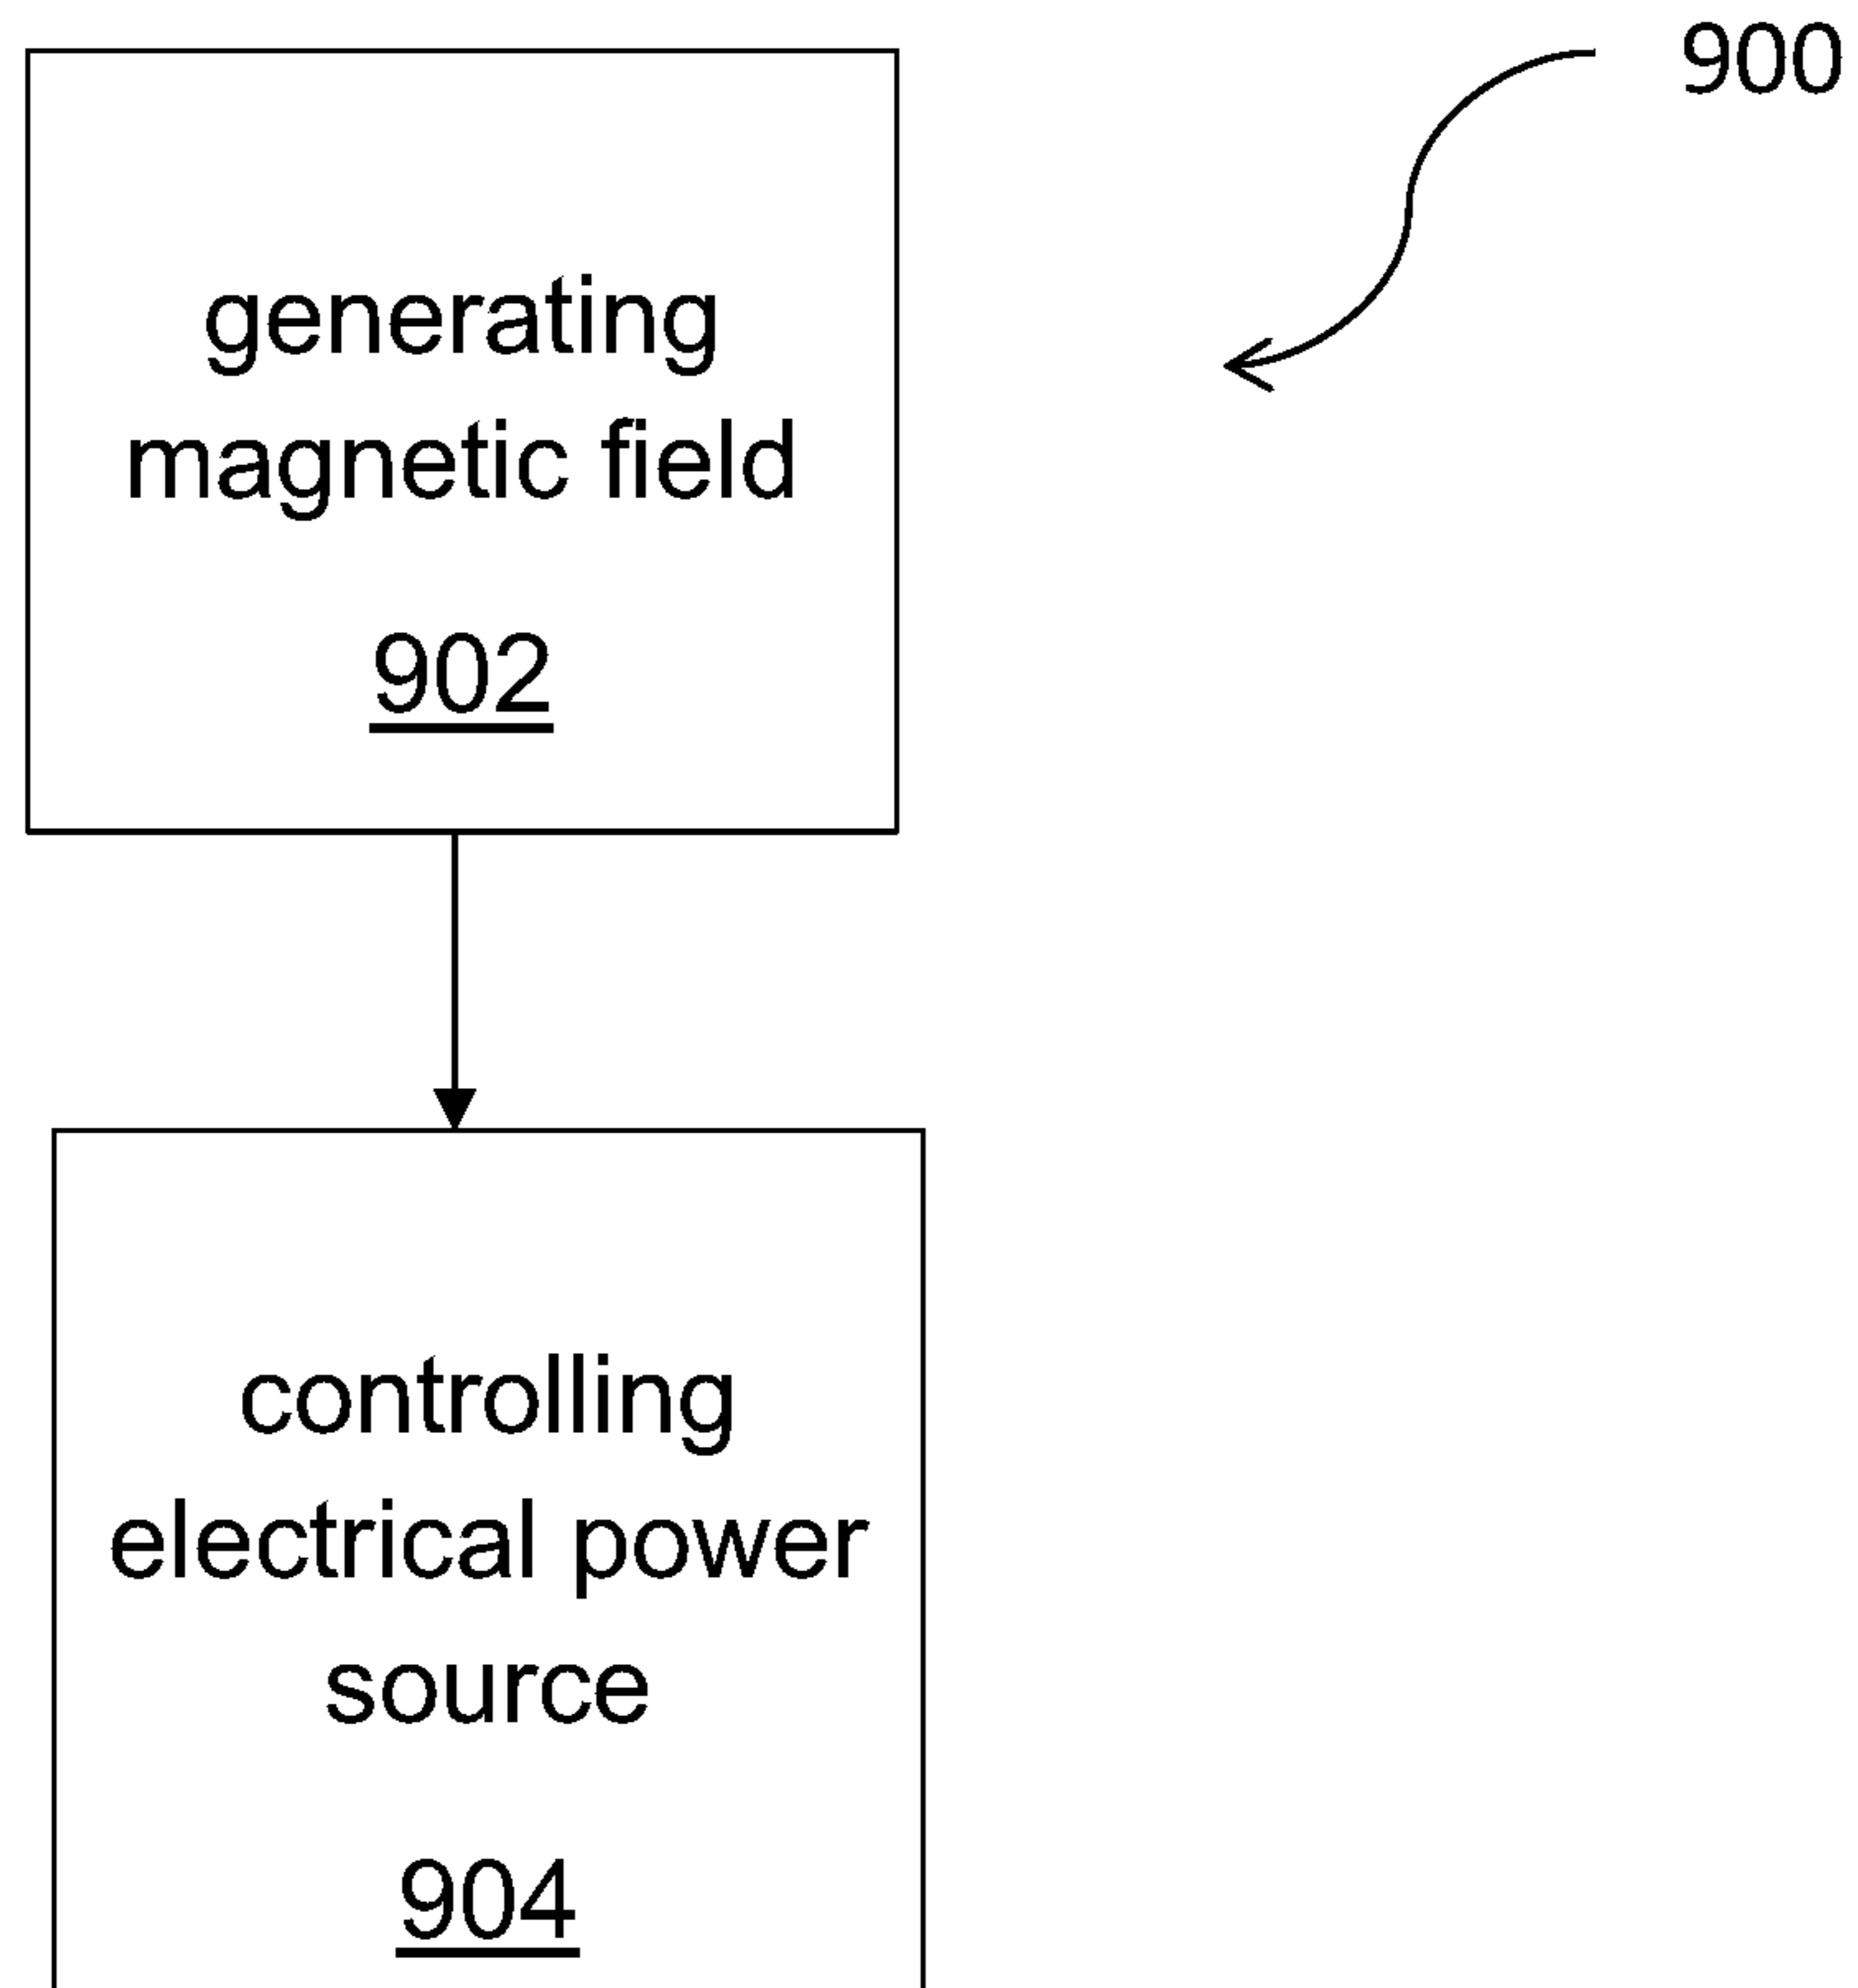 900
generating
magnetic field
902
controlling
electrical power
source
904